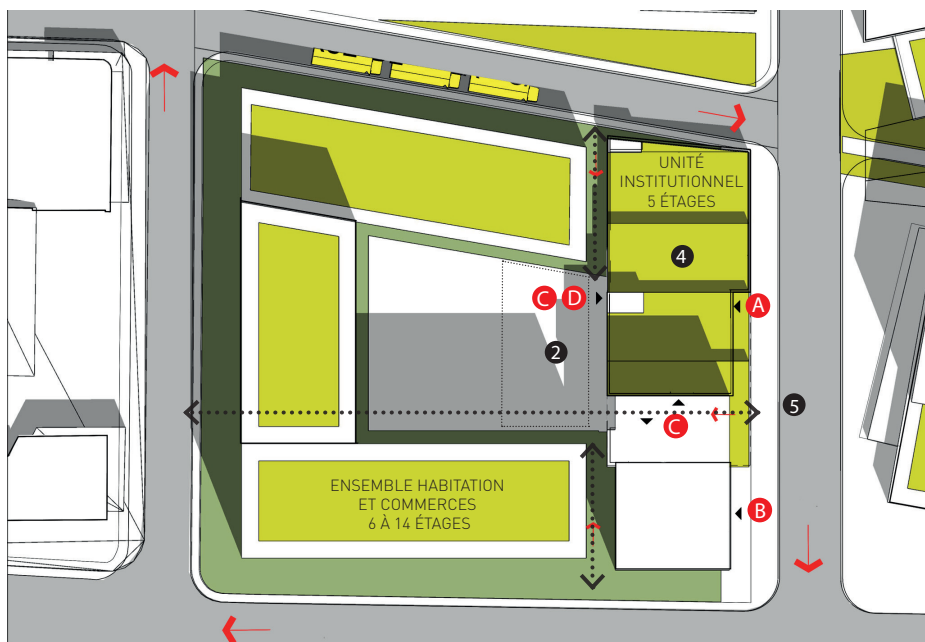 UNITÉ
INSTITUTIONNEL
5 ÉTAGES
4
C D
A
2
5
C
ENSEMBLE HABITATION
ET COMMERCES
6 À 14 ÉTAGES
B